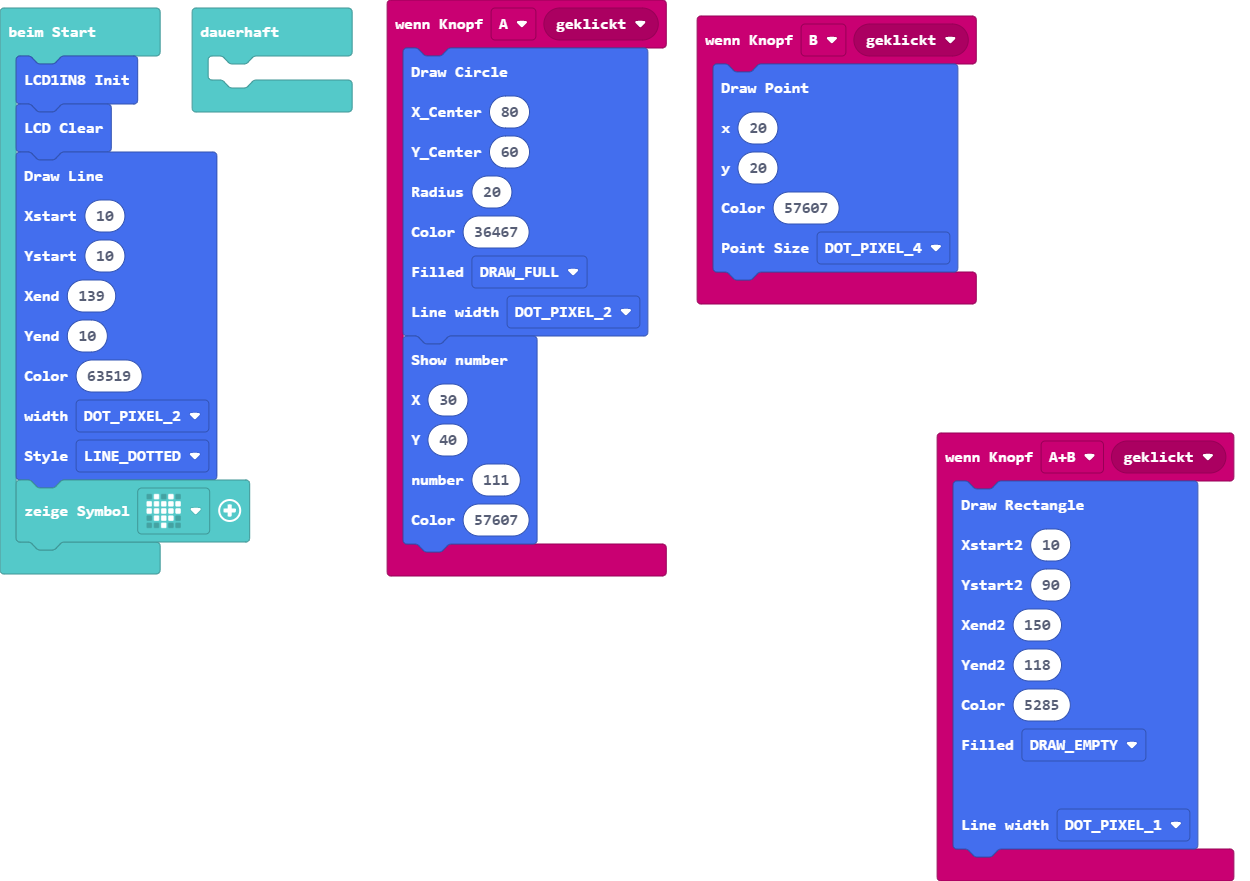 beim Start
LCD1IN8 Init
LCD Clear
Draw Line
Xstart 10
Ystart 10
Xend 139
Yend 10
Color 63519
width DOT_PIXEL_2
Style LINE_DOTTED
zeige Symbol
dauerhaft
wenn Knopf A geklickt
Draw Circle
X_Center 80
Y_Center 60
Radius 20
Color 36467
Filled DRAW_FULL
Line width DOT_PIXEL_2
Show number
X 30
Y 40
number 111
Color 57607
wenn Knopf B geklickt
Draw Point
x 20
y 20
Color 57607
Point Size DOT_PIXEL_4
wenn Knopf A+B geklickt
Draw Rectangle
Xstart2 10
Ystart2 90
Xend2 150
Yend2 118
Color 5285
Filled DRAW_EMPTY
Line width DOT_PIXEL_1